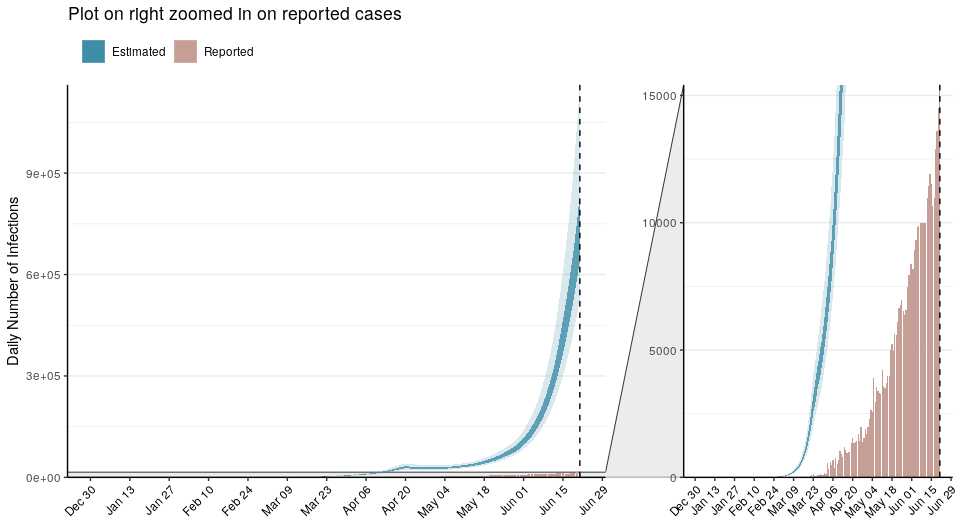 Plot on right zoomed in on reported cases
Estimated Reported
Daily Number of Infections
9e+05
6e+05
3e+05
0e+00
Dec 30 Jan 13 Jan 27 Feb 10 Feb 24 Mar 09 Mar 23 Apr 06 Apr 20 May 04 May 18 Jun 01 Jun 15 Jun 29
15000
10000
5000
0
Dec 30 Jan 13 Jan 27 Feb 10 Feb 24 Mar 09 Mar 23 Apr 06 Apr 20 May 04 May 18 Jun 01 Jun 15 Jun 29